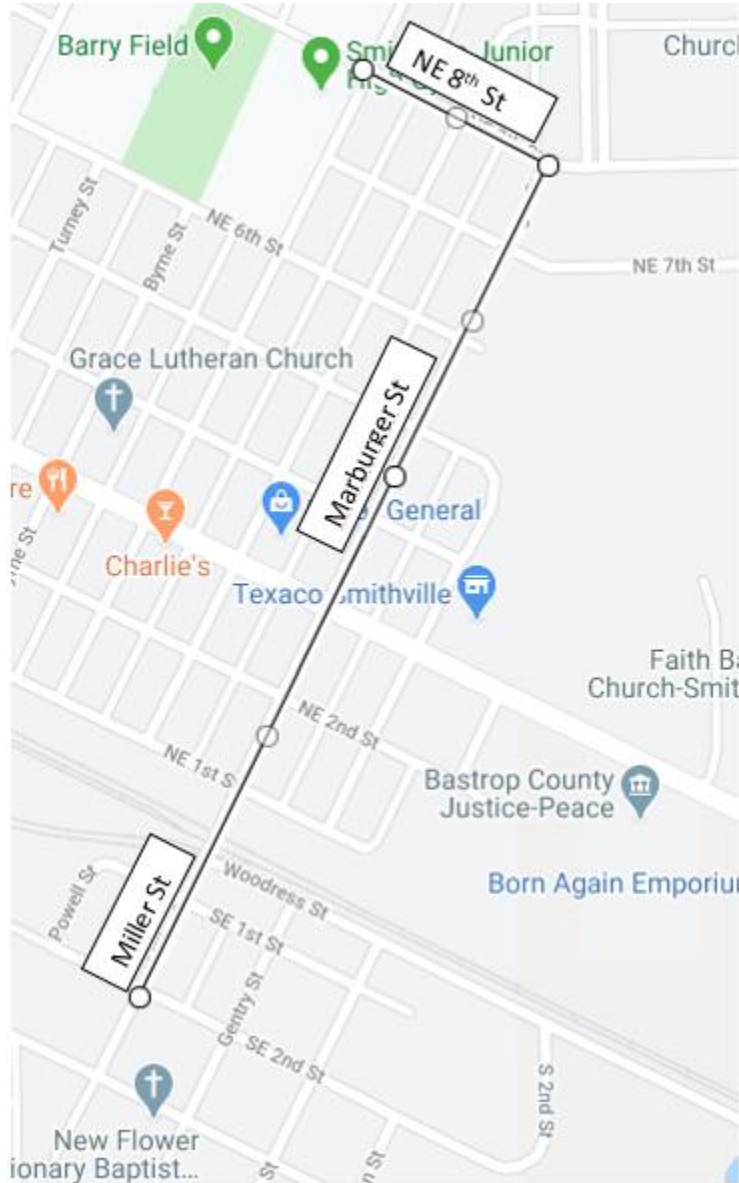 Barry Field
Junior
NE 8th St
Church
Turney St
Byrne St
NE 6th St
NE 7th St
Grace Lutheran Church
Marburger St
General
Charlie's
Texaco Smithville
Faith Ba
Church-Smit
NE 2nd St
NE 1st S
Bastrop County
Justice-Peace
Born Again Emporiu
Miller St
Powell St
Woodress St
SE 1st St
Gentry St
SE 2nd St
S 2nd St
New Flower
ionary Baptist...
St
St